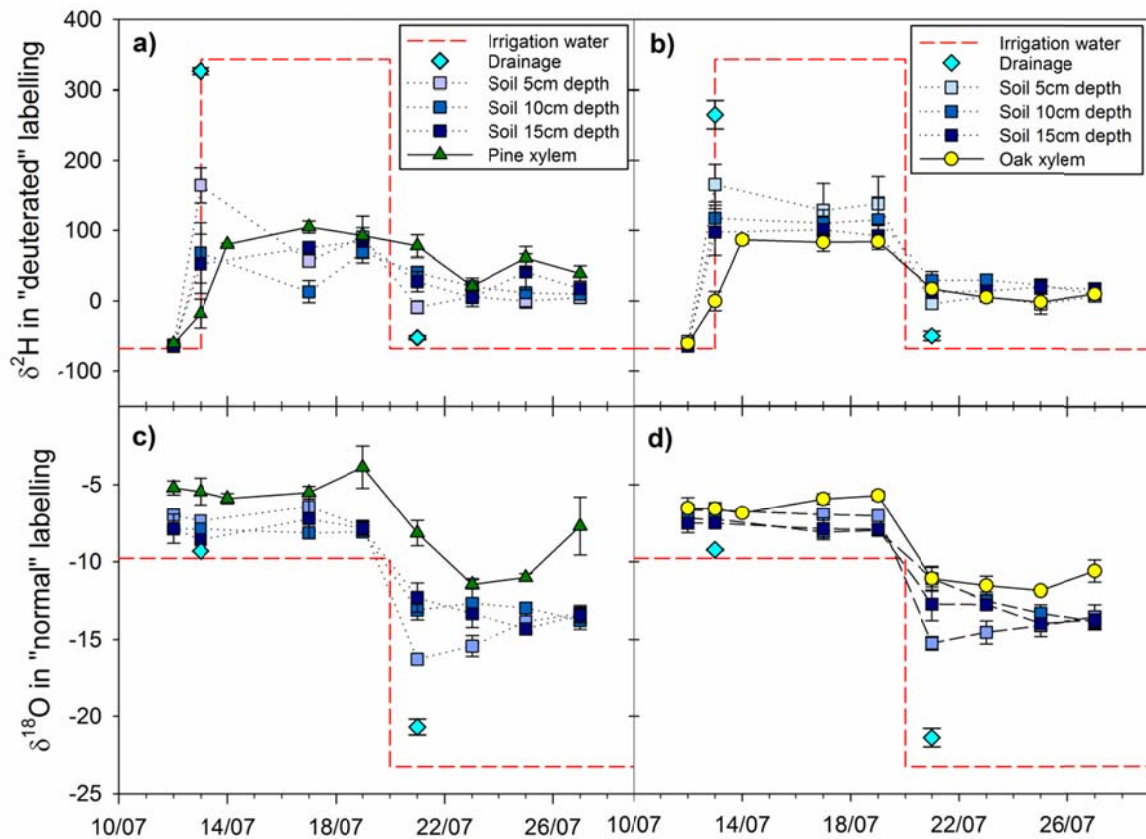 a)
Irrigation water
Drainage
Soil 5cm depth
Soil 10cm depth
Soil 15cm depth
Pine xylem
b)
Irrigation water
Drainage
Soil 5cm depth
Soil 10cm depth
Soil 15cm depth
Oak xylem
δ²H in "deuterated" labelling
400
300
200
100
0
-100
c)
d)
δ¹⁸O in "normal" labelling
-5
-10
-15
-20
-25
10/07 14/07 18/07 22/07 26/07 10/07 14/07 18/07 22/07 26/07